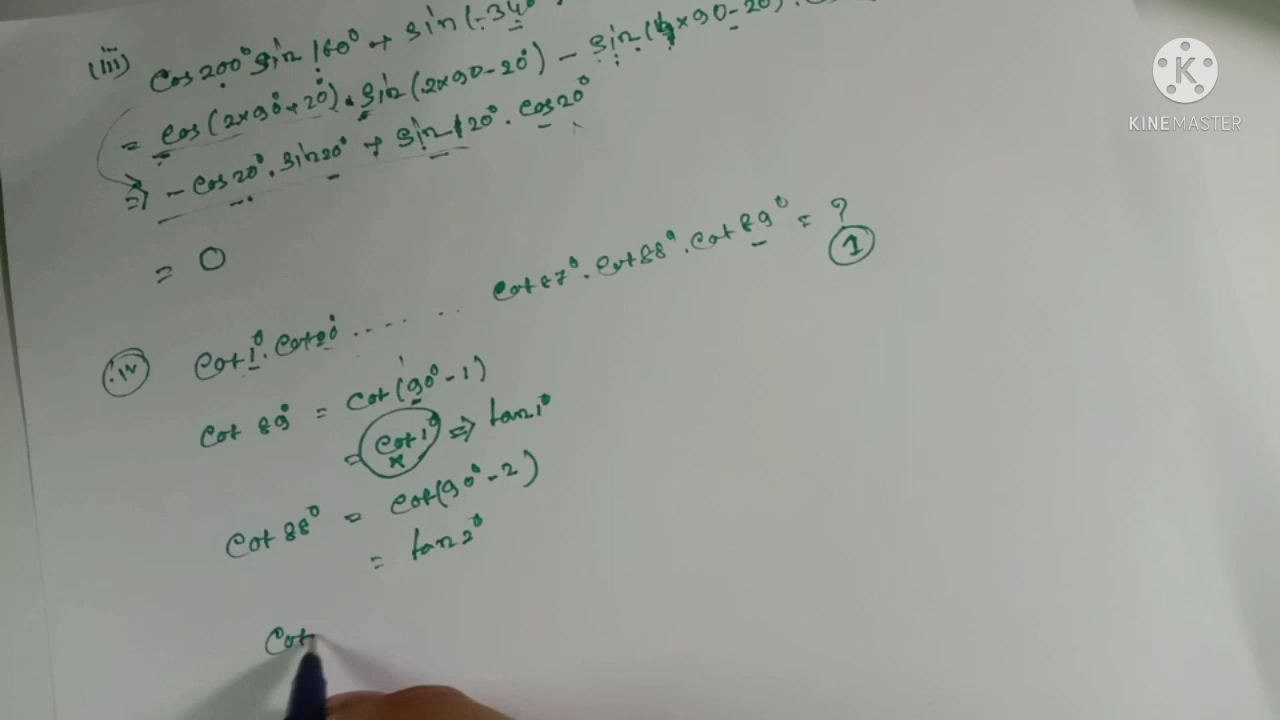 (iii) Cos 200° Sin 160° + Sin (-340°
= Cos (2×90°+20°) . Sin (2×90-20°) - Sin (4×90-20°) .
⇒ - Cos 20° . Sin 20° + Sin 20° . Cos 20°
= 0
(iv) Cot 1° . Cot 2° ...... Cot 87° . Cot 88° . Cot 89° = ?
1
Cot 89° = Cot (90°-1)
= Cot 1° ⇒ tan 1°
×
Cot 88° = Cot (90°-2)
= tan 2°
Cot
K
KINEMASTER